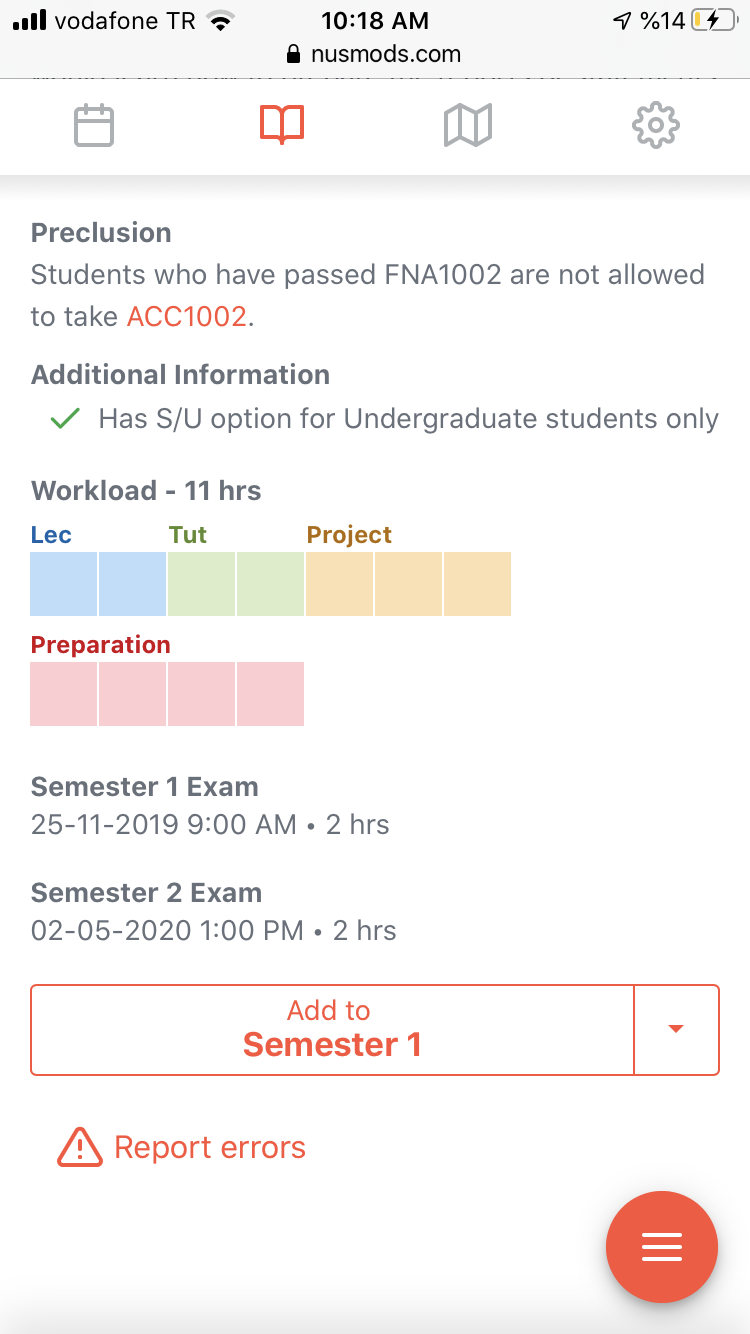 vodafone TR 10:18 AM %14
nusmods.com
Preclusion
Students who have passed FNA1002 are not allowed
to take ACC1002.
Additional Information
Has S/U option for Undergraduate students only
Workload - 11 hrs
Lec Tut Project
Preparation
Semester 1 Exam
25-11-2019 9:00 AM • 2 hrs
Semester 2 Exam
02-05-2020 1:00 PM • 2 hrs
Add to
Semester 1
Report errors